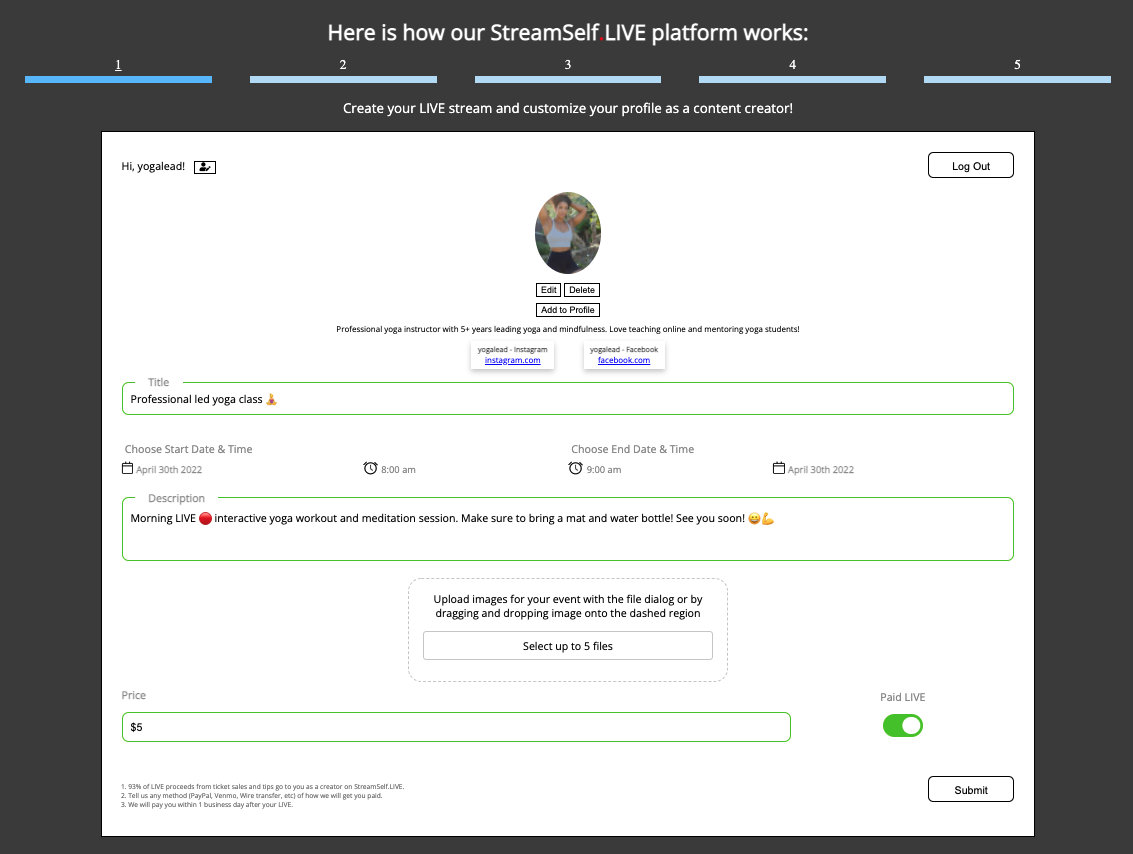 Here is how our StreamSelf.LIVE platform works:
1 2 3 4 5
Create your LIVE stream and customize your profile as a content creator!
Hi, yogalead!
Log Out
Edit Delete
Add to Profile
Professional yoga instructor with 5+ years leading yoga and mindfulness. Love teaching online and mentoring yoga students!
yogalead - Instagram yogalead - Facebook
instagram.com facebook.com
Title
Professional led yoga class 🧘
Choose Start Date & Time Choose End Date & Time
April 30th 2022 8:00 am 9:00 am April 30th 2022
Description
Morning LIVE 🔴 interactive yoga workout and meditation session. Make sure to bring a mat and water bottle! See you soon! 😀💪
Upload images for your event with the file dialog or by
dragging and dropping image onto the dashed region
Select up to 5 files
Price Paid LIVE
$5
1. 93% of LIVE proceeds from ticket sales and tips go to you as a creator on StreamSelf.LIVE.
2. Tell us any method (PayPal, Venmo, Wire transfer, etc) of how we will get you paid.
3. We will pay you within 1 business day after your LIVE.
Submit